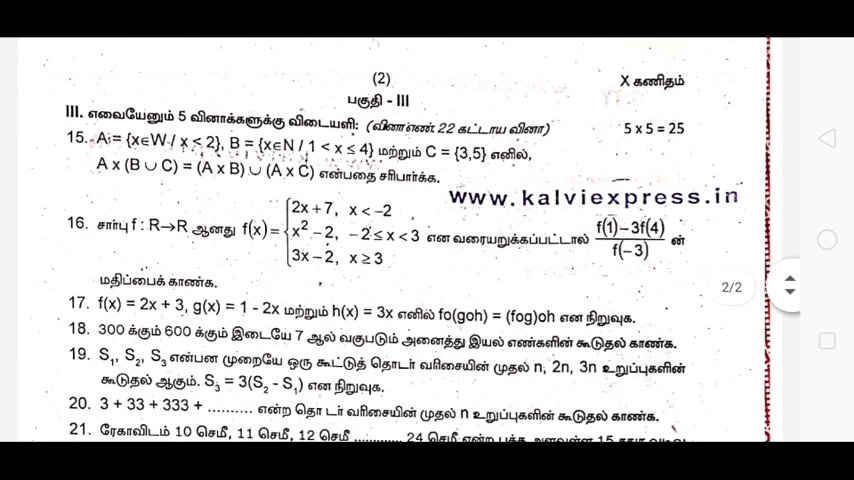 (2)
X கணிதம்
பகுதி - III
III. எவையேனும் 5 வினாக்களுக்கு விடையளி: (வினாஎண் 22 கட்டாய வினா) 5 x 5 = 25
15. A = {x∈W / x < 2}, B = {x∈N / 1 < x ≤ 4} மற்றும் C = {3,5} எனில்,
A x (B ∪ C) = (A x B) ∪ (A x C) என்பதை சரிபார்க்க.
www.kalviexpress.in
16. சார்பு f : R→R ஆனது f(x) = { 2x + 7, x < -2
x² - 2, -2 ≤ x < 3
3x - 2, x ≥ 3
என வரையறுக்கப்பட்டால் f(1) - 3f(4) / f(-3) ன்
மதிப்பைக் காண்க.
2/2
17. f(x) = 2x + 3, g(x) = 1 - 2x மற்றும் h(x) = 3x எனில் fo(goh) = (fog)oh என நிறுவுக.
18. 300 க்கும் 600 க்கும் இடையே 7 ஆல் வகுபடும் அனைத்து இயல் எண்களின் கூடுதல் காண்க.
19. S₁, S₂, S₃ என்பன முறையே ஒரு கூட்டுத் தொடர் வரிசையின் முதல் n, 2n, 3n உறுப்புகளின்
கூடுதல் ஆகும். S₃ = 3(S₂ - S₁) என நிறுவுக.
20. 3 + 33 + 333 + .......... என்ற தொடர் வரிசையின் முதல் n உறுப்புகளின் கூடுதல் காண்க.
21. ரேகாவிடம் 10 செமீ, 11 செமீ, 12 செமீ ............ 24 செமீ என்ற பக்க அளவுள்ள 15 சதுர